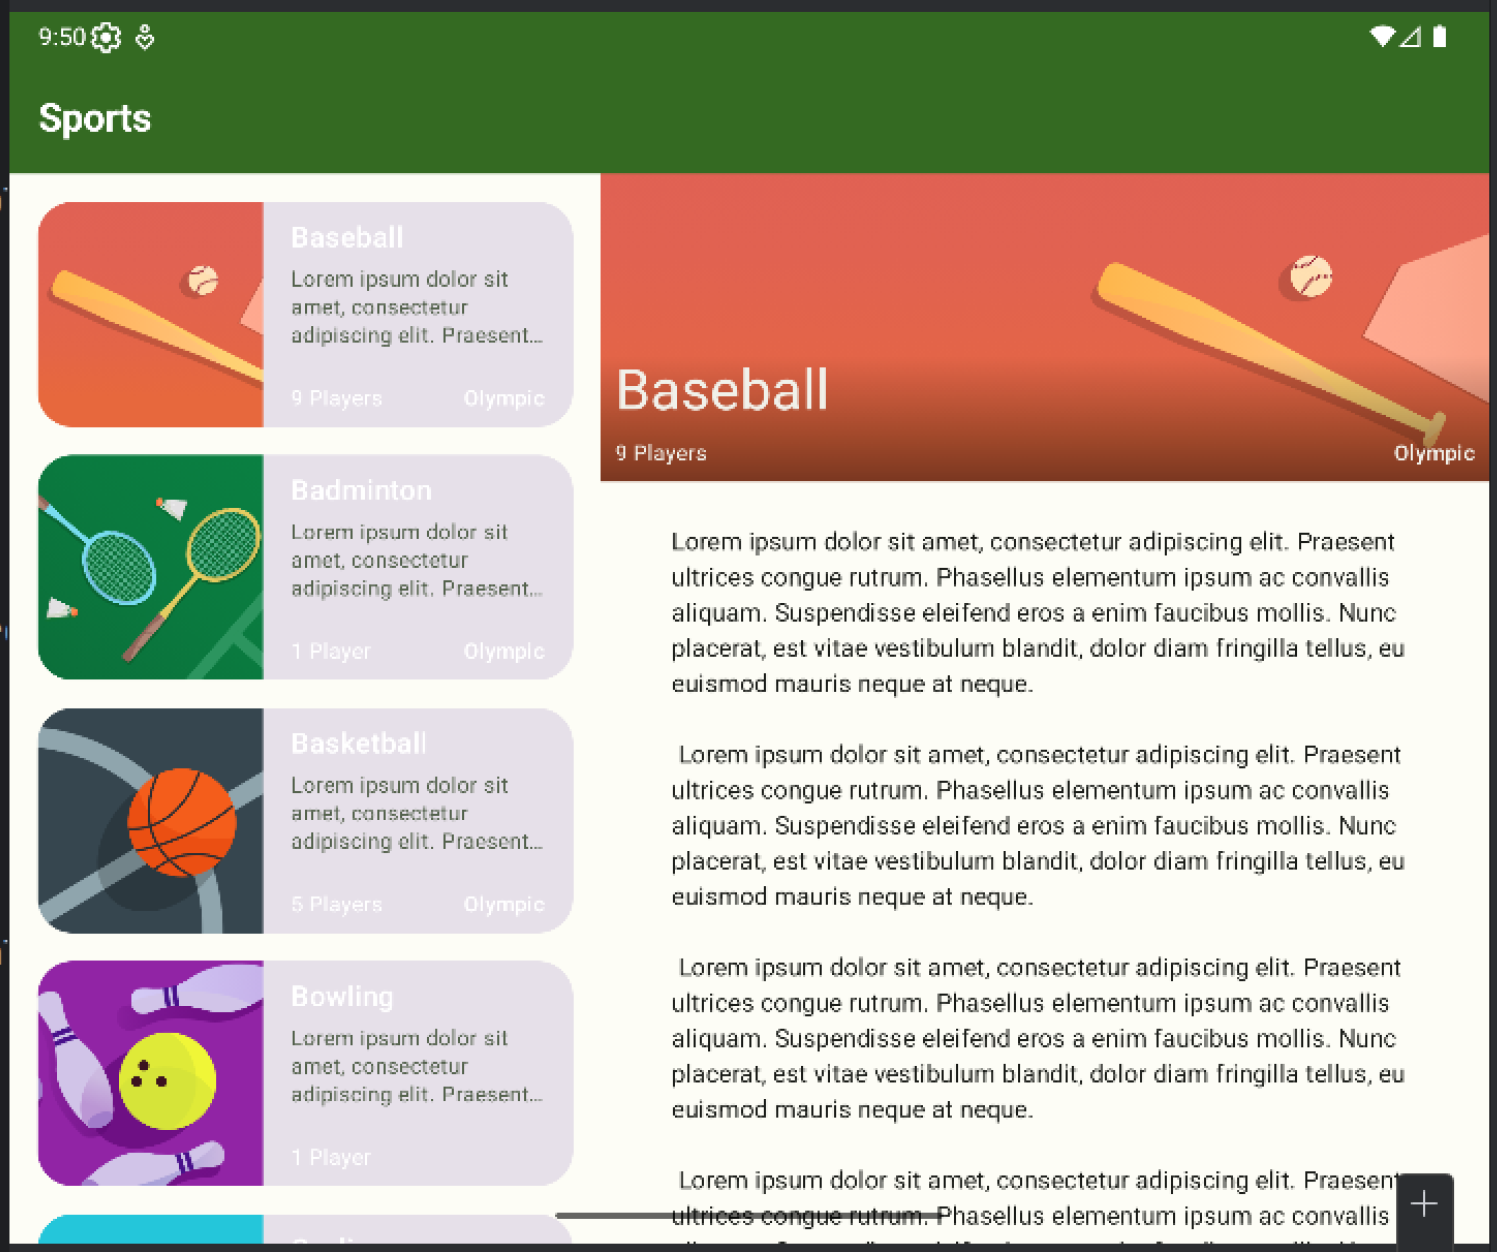 9:50
Sports
Baseball
Lorem ipsum dolor sit
amet, consectetur
adipiscing elit. Praesent...
9 Players Olympic
Badminton
Lorem ipsum dolor sit
amet, consectetur
adipiscing elit. Praesent...
1 Player Olympic
Basketball
Lorem ipsum dolor sit
amet, consectetur
adipiscing elit. Praesent...
5 Players Olympic
Bowling
Lorem ipsum dolor sit
amet, consectetur
adipiscing elit. Praesent...
1 Player
Baseball
9 Players Olympic
Lorem ipsum dolor sit amet, consectetur adipiscing elit. Praesent
ultrices congue rutrum. Phasellus elementum ipsum ac convallis
aliquam. Suspendisse eleifend eros a enim faucibus mollis. Nunc
placerat, est vitae vestibulum blandit, dolor diam fringilla tellus, eu
euismod mauris neque at neque.
Lorem ipsum dolor sit amet, consectetur adipiscing elit. Praesent
ultrices congue rutrum. Phasellus elementum ipsum ac convallis
aliquam. Suspendisse eleifend eros a enim faucibus mollis. Nunc
placerat, est vitae vestibulum blandit, dolor diam fringilla tellus, eu
euismod mauris neque at neque.
Lorem ipsum dolor sit amet, consectetur adipiscing elit. Praesent
ultrices congue rutrum. Phasellus elementum ipsum ac convallis
aliquam. Suspendisse eleifend eros a enim faucibus mollis. Nunc
placerat, est vitae vestibulum blandit, dolor diam fringilla tellus, eu
euismod mauris neque at neque.
Lorem ipsum dolor sit amet, consectetur adipiscing elit. Praesent
ultrices congue rutrum. Phasellus elementum ipsum ac convallis